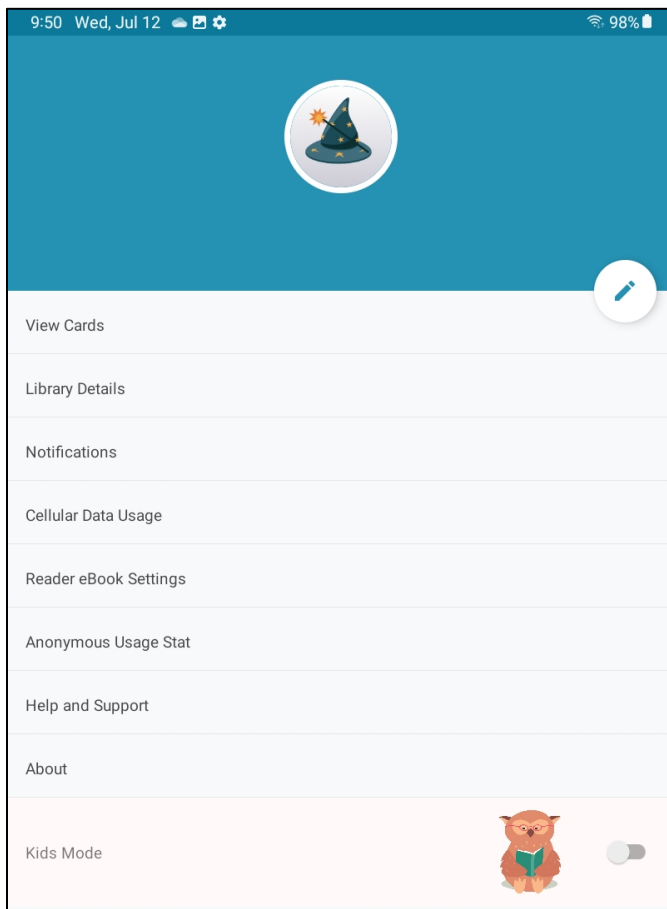 9:50 Wed, Jul 12 98%
View Cards
Library Details
Notifications
Cellular Data Usage
Reader eBook Settings
Anonymous Usage Stat
Help and Support
About
Kids Mode